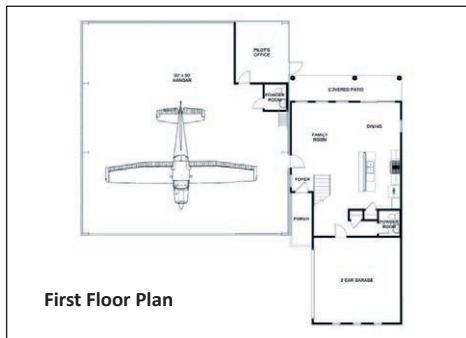 PILOT'S
OFFICE
50' x 50'
HANGAR
POWDER
ROOM
COVERED PATIO
DINING
FAMILY
ROOM
FOYER
PORCH
POWDER
ROOM
2 CAR GARAGE
First Floor Plan